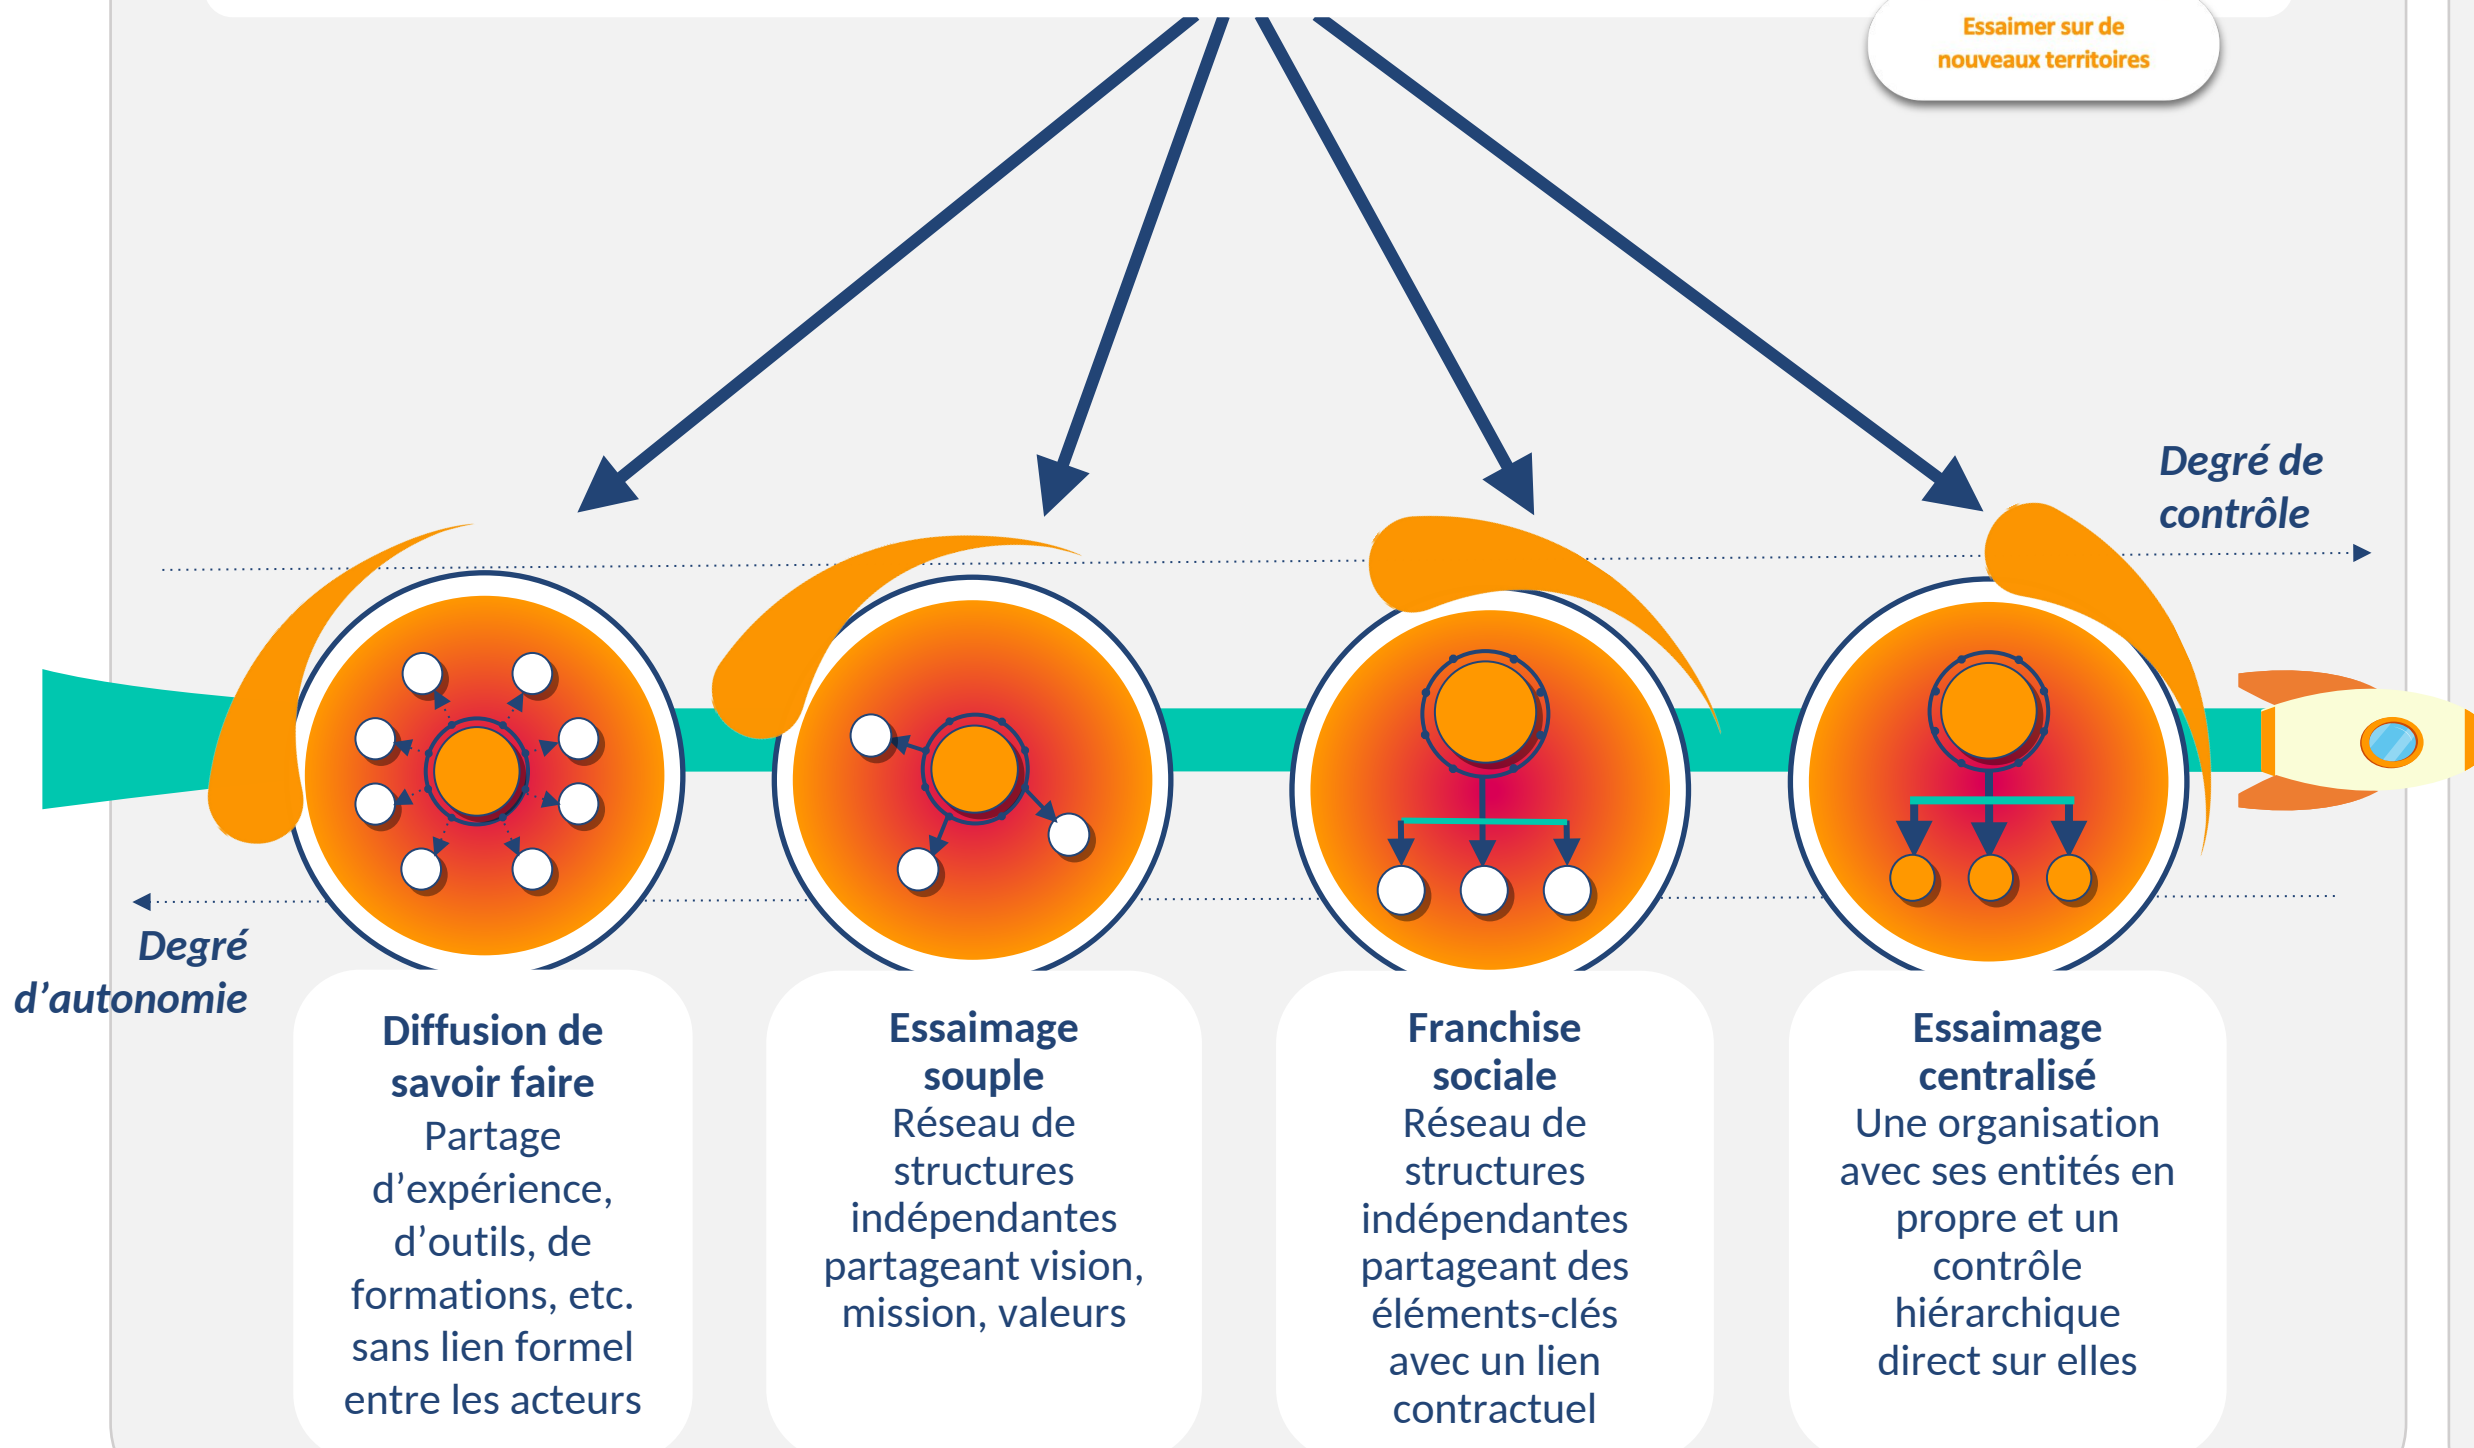 Essaimer sur de
nouveaux territoires
Degré de
contrôle
Degré
d’autonomie
Diffusion de
savoir faire
Partage
d’expérience,
d’outils, de
formations, etc.
sans lien formel
entre les acteurs
Essaimage
souple
Réseau de
structures
indépendantes
partageant vision,
mission, valeurs
Franchise
sociale
Réseau de
structures
indépendantes
partageant des
éléments-clés
avec un lien
contractuel
Essaimage
centralisé
Une organisation
avec ses entités en
propre et un
contrôle
hiérarchique
direct sur elles